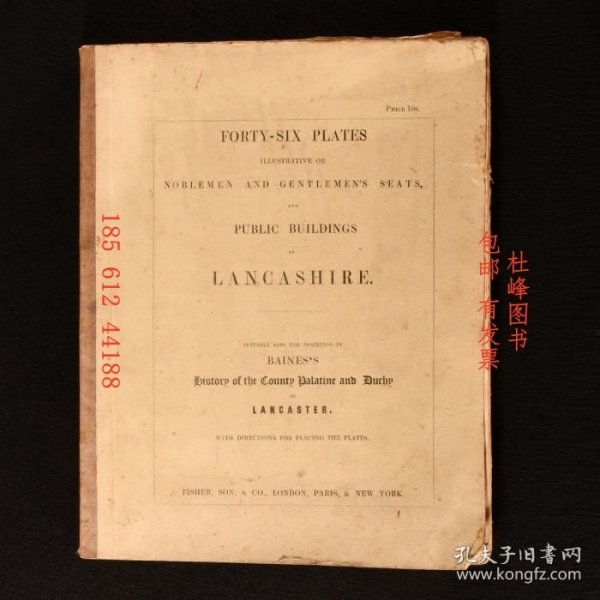 PRICE 10s.
FORTY-SIX PLATES
ILLUSTRATIVE OF
NOBLEMEN AND GENTLEMEN'S SEATS,
AND
PUBLIC BUILDINGS
IN
LANCASHIRE.
SUITABLE ALSO FOR INSERTION IN
BAINES'S
History of the County Palatine and Duchy
OF
LANCASTER,
WITH DIRECTIONS FOR PLACING THE PLATES.
FISHER, SON, & CO., LONDON, PARIS, & NEW YORK.
185 612 44188
杜峰图书
包邮 有发票
孔夫子旧书网
www.kongfz.com